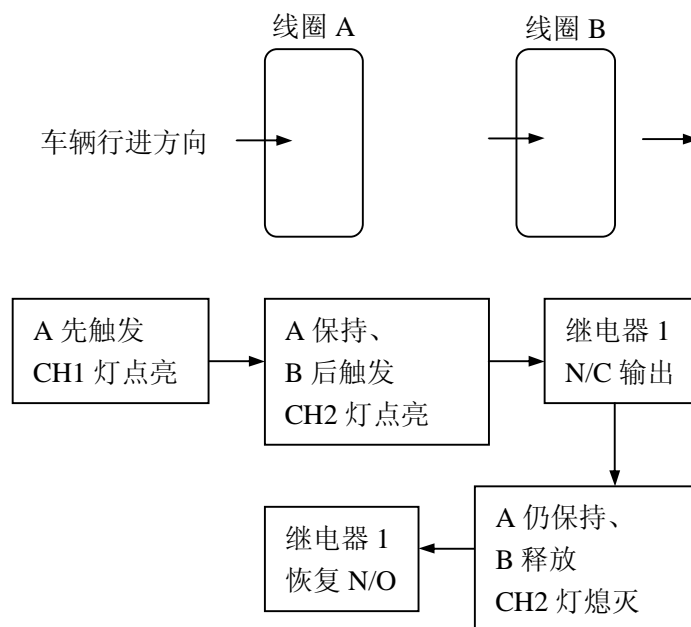 线圈 A
线圈 B
车辆行进方向
A 先触发
CH1 灯点亮
A 保持、
B 后触发
CH2 灯点亮
继电器 1
N/C 输出
A 仍保持、
B 释放
CH2 灯熄灭
继电器 1
恢复 N/O